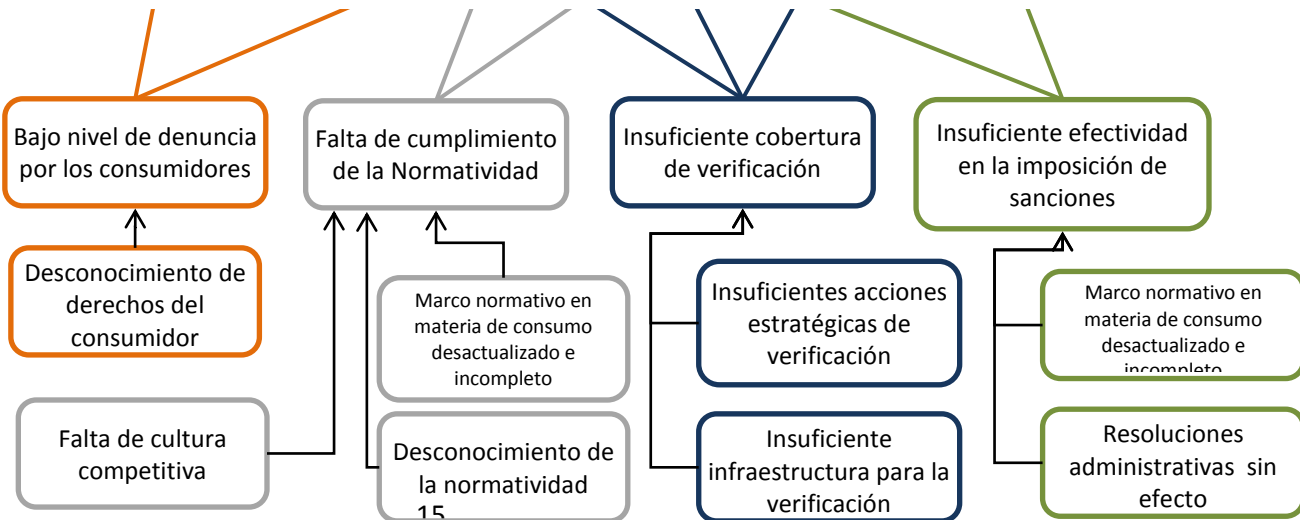 Bajo nivel de denuncia
por los consumidores
Falta de cumplimiento
de la Normatividad
Insuficiente cobertura
de verificación
Insuficiente efectividad
en la imposición de
sanciones
Desconocimiento de
derechos del
consumidor
Marco normativo en
materia de consumo
desactualizado e
incompleto
Insuficientes acciones
estratégicas de
verificación
Marco normativo en
materia de consumo
desactualizado e
incompleto
Falta de cultura
competitiva
Desconocimiento de
la normatividad
15
Insuficiente
infraestructura para la
verificación
Resoluciones
administrativas sin
efecto